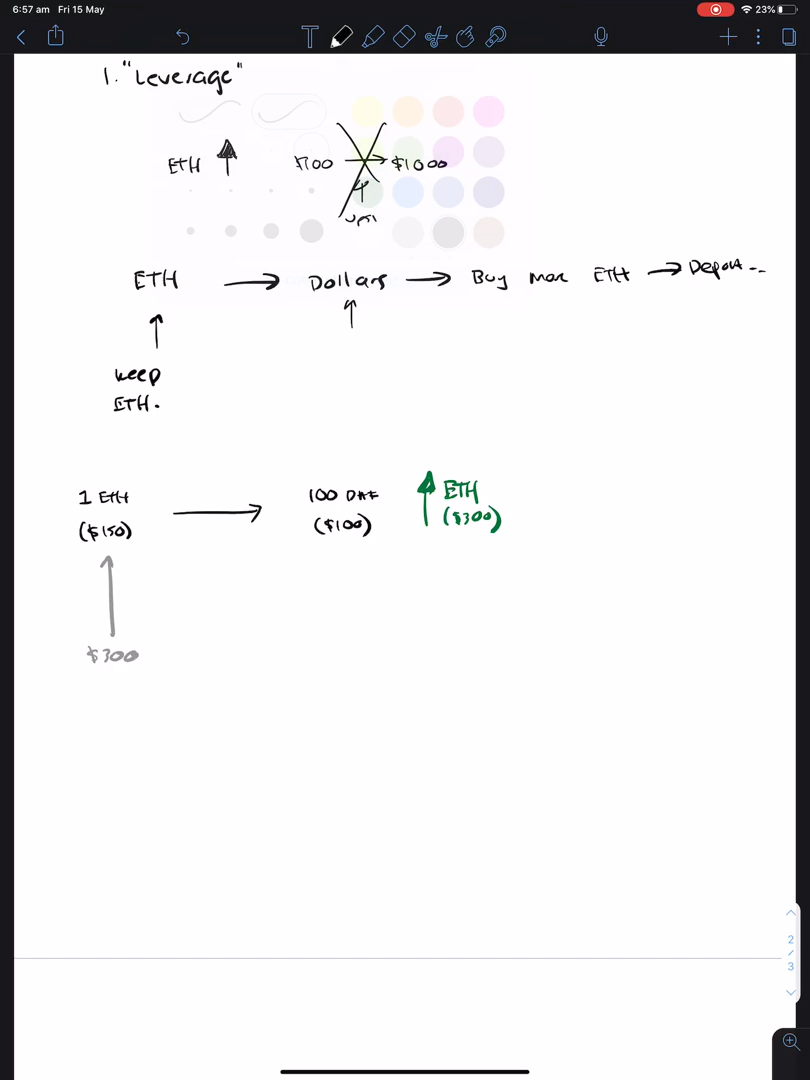 6:57 am Fri 15 May
23%
T
1. "Leverage"
ETH $100 $1000
upsi
ETH Dollars Buy more ETH
keep
ETH.
1 ETH 100 DAI ETH
($150) ($100) ($300)
$300
2
/
3